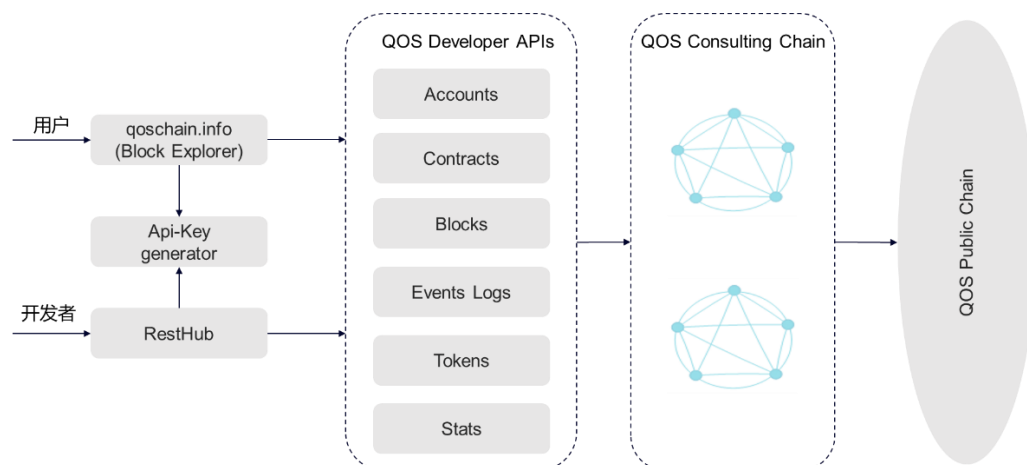 用户
qoschain.info
(Block Explorer)
Api-Key
generator
开发者
RestHub
QOS Developer APIs
Accounts
Contracts
Blocks
Events Logs
Tokens
Stats
QOS Consulting Chain
QOS Public Chain